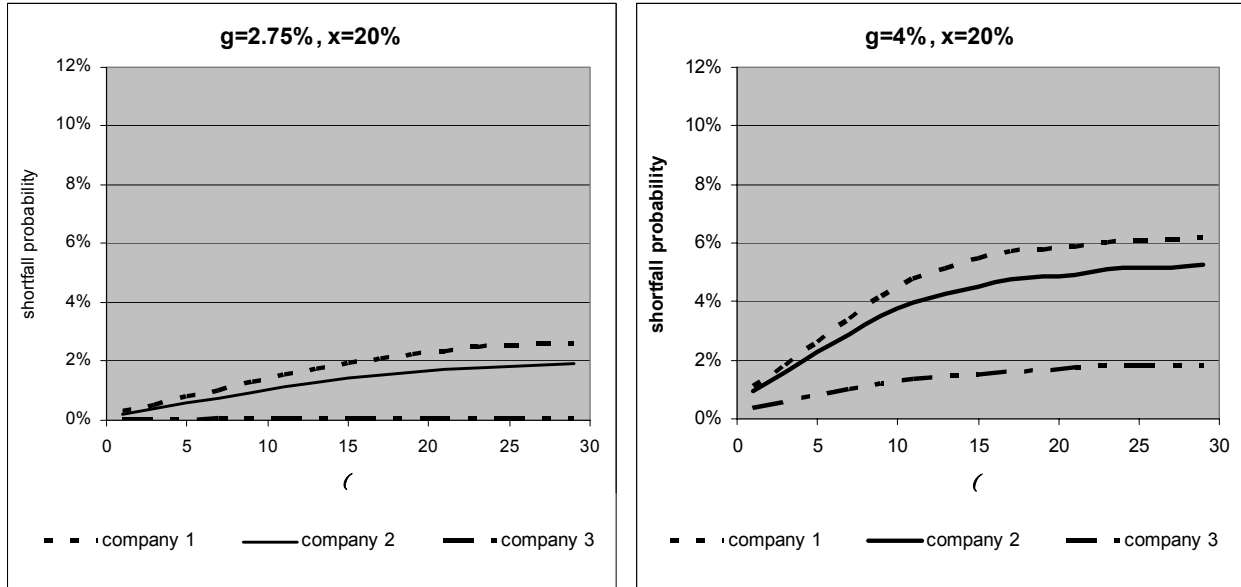 g=2.75%, x=20%
12%
10%
8%
6%
4%
2%
0%
shortfall probability
0 5 10 15 20 25 30
(
company 1 company 2 company 3
g=4%, x=20%
12%
10%
8%
6%
4%
2%
0%
shortfall probability
0 5 10 15 20 25 30
(
company 1 company 2 company 3